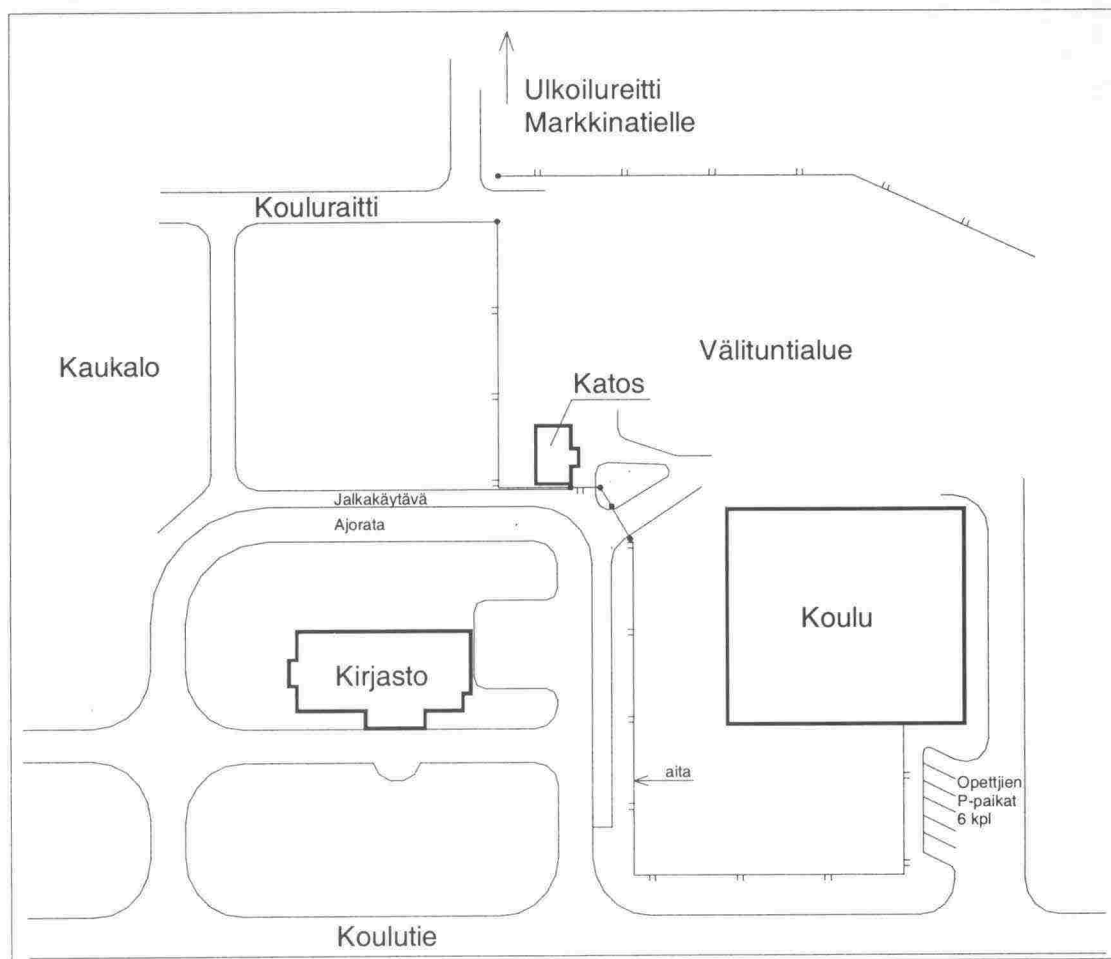 Ulkoilureitti
Markkinatielle
Kouluraitti
Kaukalo
Välituntialue
Katos
Jalkakäytävä
Ajorata
Koulu
Kirjasto
aita
Opettjien
P-paikat
6 kpl
Koulutie